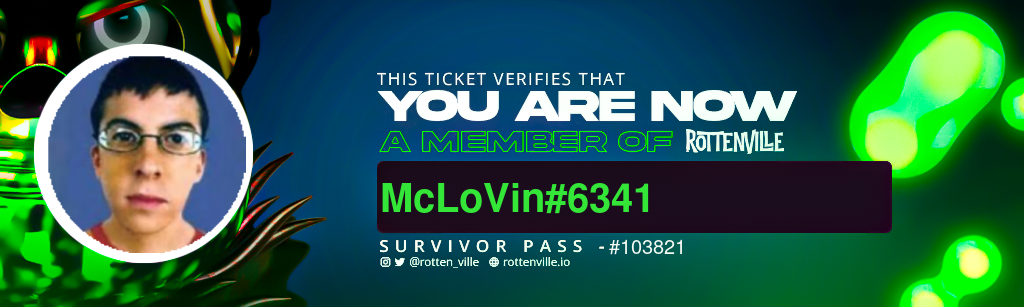 THIS TICKET VERIFIES THAT
YOU ARE NOW
A MEMBER OF ROTTENVILLE
McLoVin#6341
SURVIVOR PASS - #103821
@rotten_ville rottenville.io